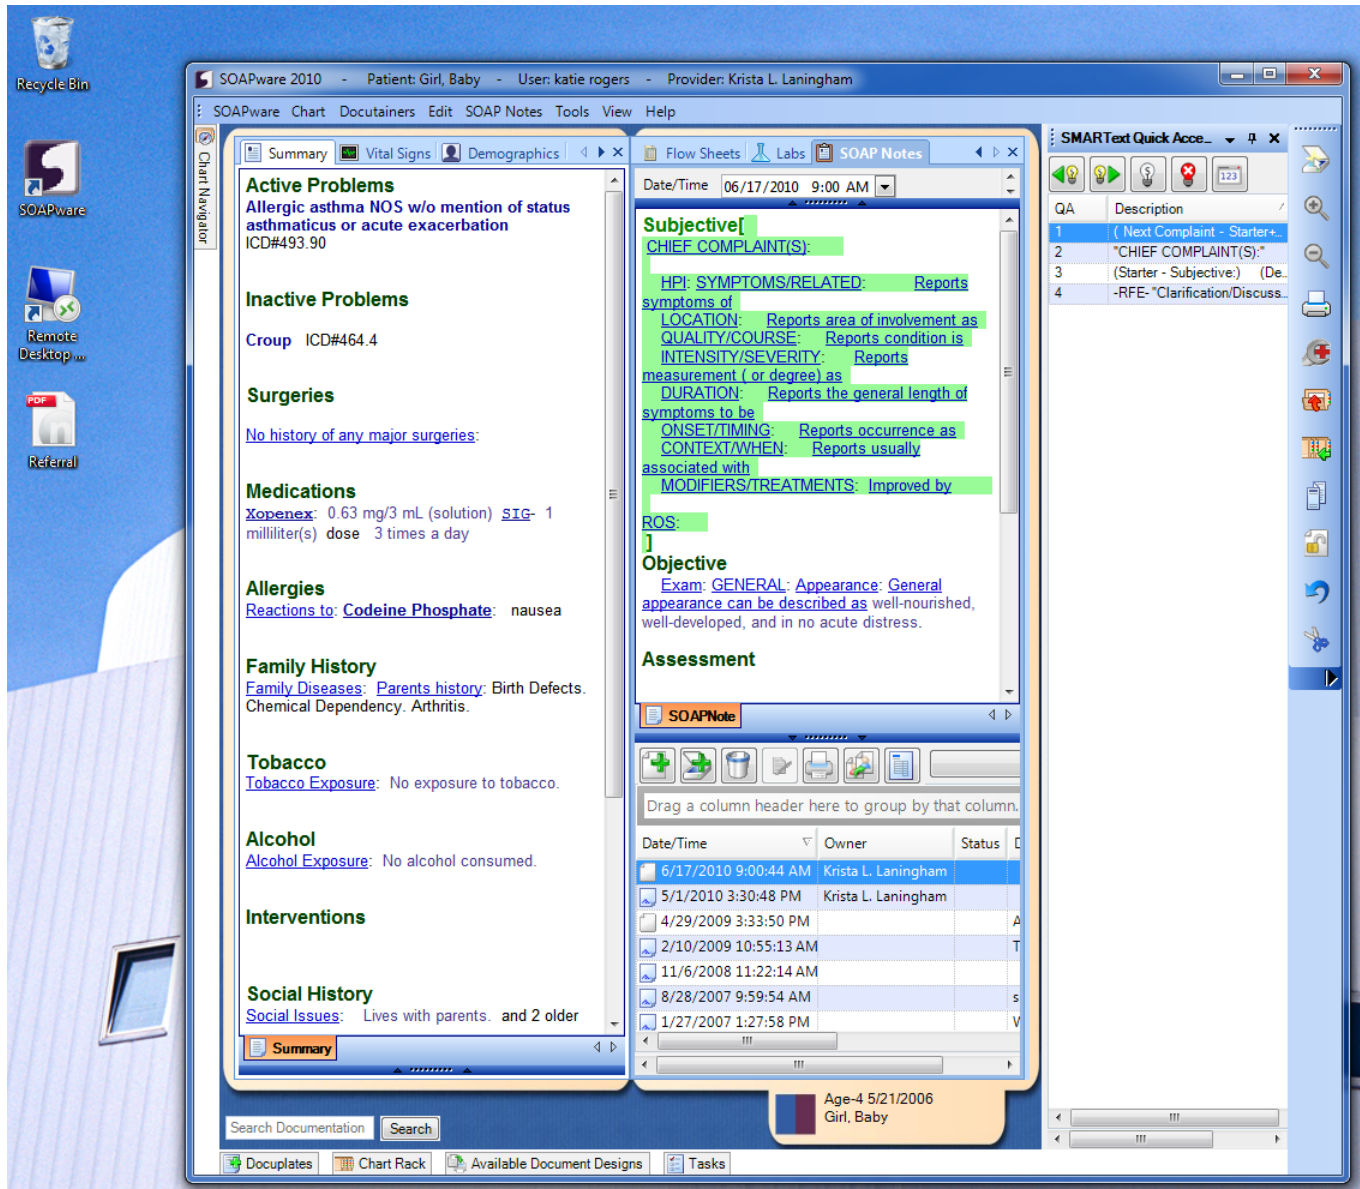 Recycle Bin
SOAPware
Remote
Desktop ...
PDF
Referral
SOAPware 2010 - Patient: Girl, Baby - User: katie rogers - Provider: Krista L. Laningham
SOAPware Chart Docutainers Edit SOAP Notes Tools View Help
Chart Navigator
Summary Vital Signs Demographics
Active Problems
Allergic asthma NOS w/o mention of status
asthmaticus or acute exacerbation
ICD#493.90
Inactive Problems
Croup ICD#464.4
Surgeries
No history of any major surgeries:
Medications
Xopenex: 0.63 mg/3 mL (solution) SIG- 1
milliliter(s) dose 3 times a day
Allergies
Reactions to: Codeine Phosphate: nausea
Family History
Family Diseases: Parents history: Birth Defects.
Chemical Dependency. Arthritis.
Tobacco
Tobacco Exposure: No exposure to tobacco.
Alcohol
Alcohol Exposure: No alcohol consumed.
Interventions
Social History
Social Issues: Lives with parents. and 2 older
Summary
Flow Sheets Labs SOAP Notes
Date/Time 06/17/2010 9:00 AM
Subjective[
CHIEF COMPLAINT(S):
HPI: SYMPTOMS/RELATED: Reports
symptoms of
LOCATION: Reports area of involvement as
QUALITY/COURSE: Reports condition is
INTENSITY/SEVERITY: Reports
measurement ( or degree) as
DURATION: Reports the general length of
symptoms to be
ONSET/TIMING: Reports occurrence as
CONTEXT/WHEN: Reports usually
associated with
MODIFIERS/TREATMENTS: Improved by
ROS:
]
Objective
Exam: GENERAL: Appearance: General
appearance can be described as well-nourished,
well-developed, and in no acute distress.
Assessment
SOAPNote
Drag a column header here to group by that column.
Date/Time Owner Status D
6/17/2010 9:00:44 AM Krista L. Laningham
5/1/2010 3:30:48 PM Krista L. Laningham
4/29/2009 3:33:50 PM A
2/10/2009 10:55:13 AM T
11/6/2008 11:22:14 AM
8/28/2007 9:59:54 AM s
1/27/2007 1:27:58 PM V
Age-4 5/21/2006
Girl, Baby
SMARText Quick Acce...
123
QA Description
1 ( Next Complaint - Starter+...
2 "CHIEF COMPLAINT(S):"
3 (Starter - Subjective:) (De...
4 -RFE- "Clarification/Discuss...
Search Documentation Search
Docuplates Chart Rack Available Document Designs Tasks